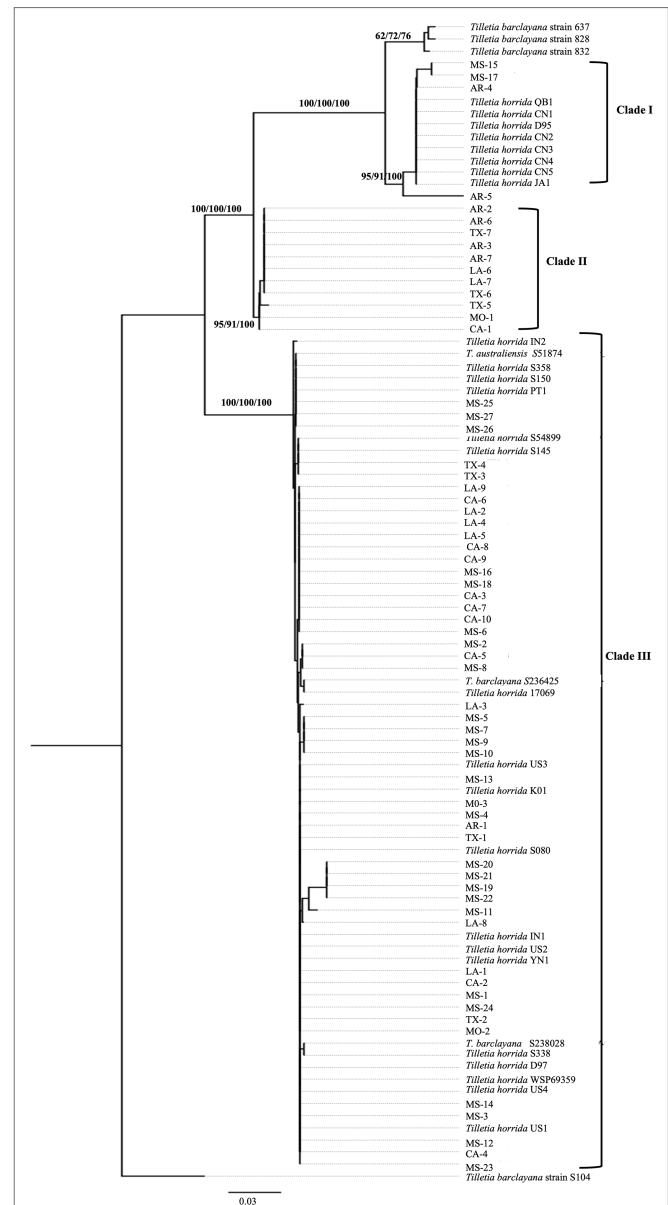 Tilletia barclayana strain 637
62/72/76
Tilletia barclayana strain 828
Tilletia barclayana strain 832
MS-15
MS-17
AR-4
Tilletia horrida QB1
100/100/100
Clade I
Tilletia horrida CN1
Tilletia horrida D95
Tilletia horrida CN2
Tilletia horrida CN3
Tilletia horrida CN4
Tilletia horrida CN5
95/91/100
Tilletia horrida JA1
AR-5
AR-2
100/100/100
AR-6
TX-7
AR-3
AR-7
Clade II
LA-6
LA-7
TX-6
TX-5
MO-1
95/91/100
CA-1
Tilletia horrida IN2
T. australiensis S51874
Tilletia horrida S358
Tilletia horrida S150
Tilletia horrida PT1
100/100/100
MS-25
MS-27
MS-26
Tilletia horrida S54899
Tilletia horrida S145
TX-4
TX-3
LA-9
CA-6
LA-2
LA-4
LA-5
CA-8
CA-9
MS-16
MS-18
CA-3
CA-7
CA-10
MS-6
MS-2
CA-5
Clade III
MS-8
T. barclayana S236425
Tilletia horrida 17069
LA-3
MS-5
MS-7
MS-9
MS-10
Tilletia horrida US3
MS-13
Tilletia horrida K01
M0-3
MS-4
AR-1
TX-1
Tilletia horrida S080
MS-20
MS-21
MS-19
MS-22
MS-11
LA-8
Tilletia horrida IN1
Tilletia horrida US2
Tilletia horrida YN1
LA-1
CA-2
MS-1
MS-24
TX-2
MO-2
T. barclayana S238028
Tilletia horrida S338
Tilletia horrida D97
Tilletia horrida WSP69359
Tilletia horrida US4
MS-14
MS-3
Tilletia horrida US1
MS-12
CA-4
MS-23
Tilletia barclayana strain S104
0.03